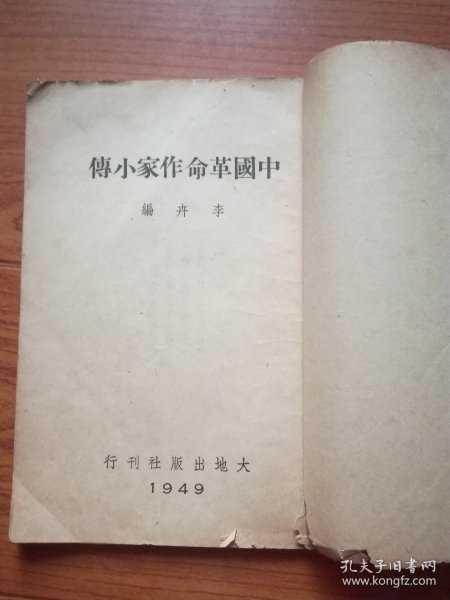 中國革命作家小傳
李卉編
大地出版社刊行
1949
孔夫子旧书网
www.kongfz.com